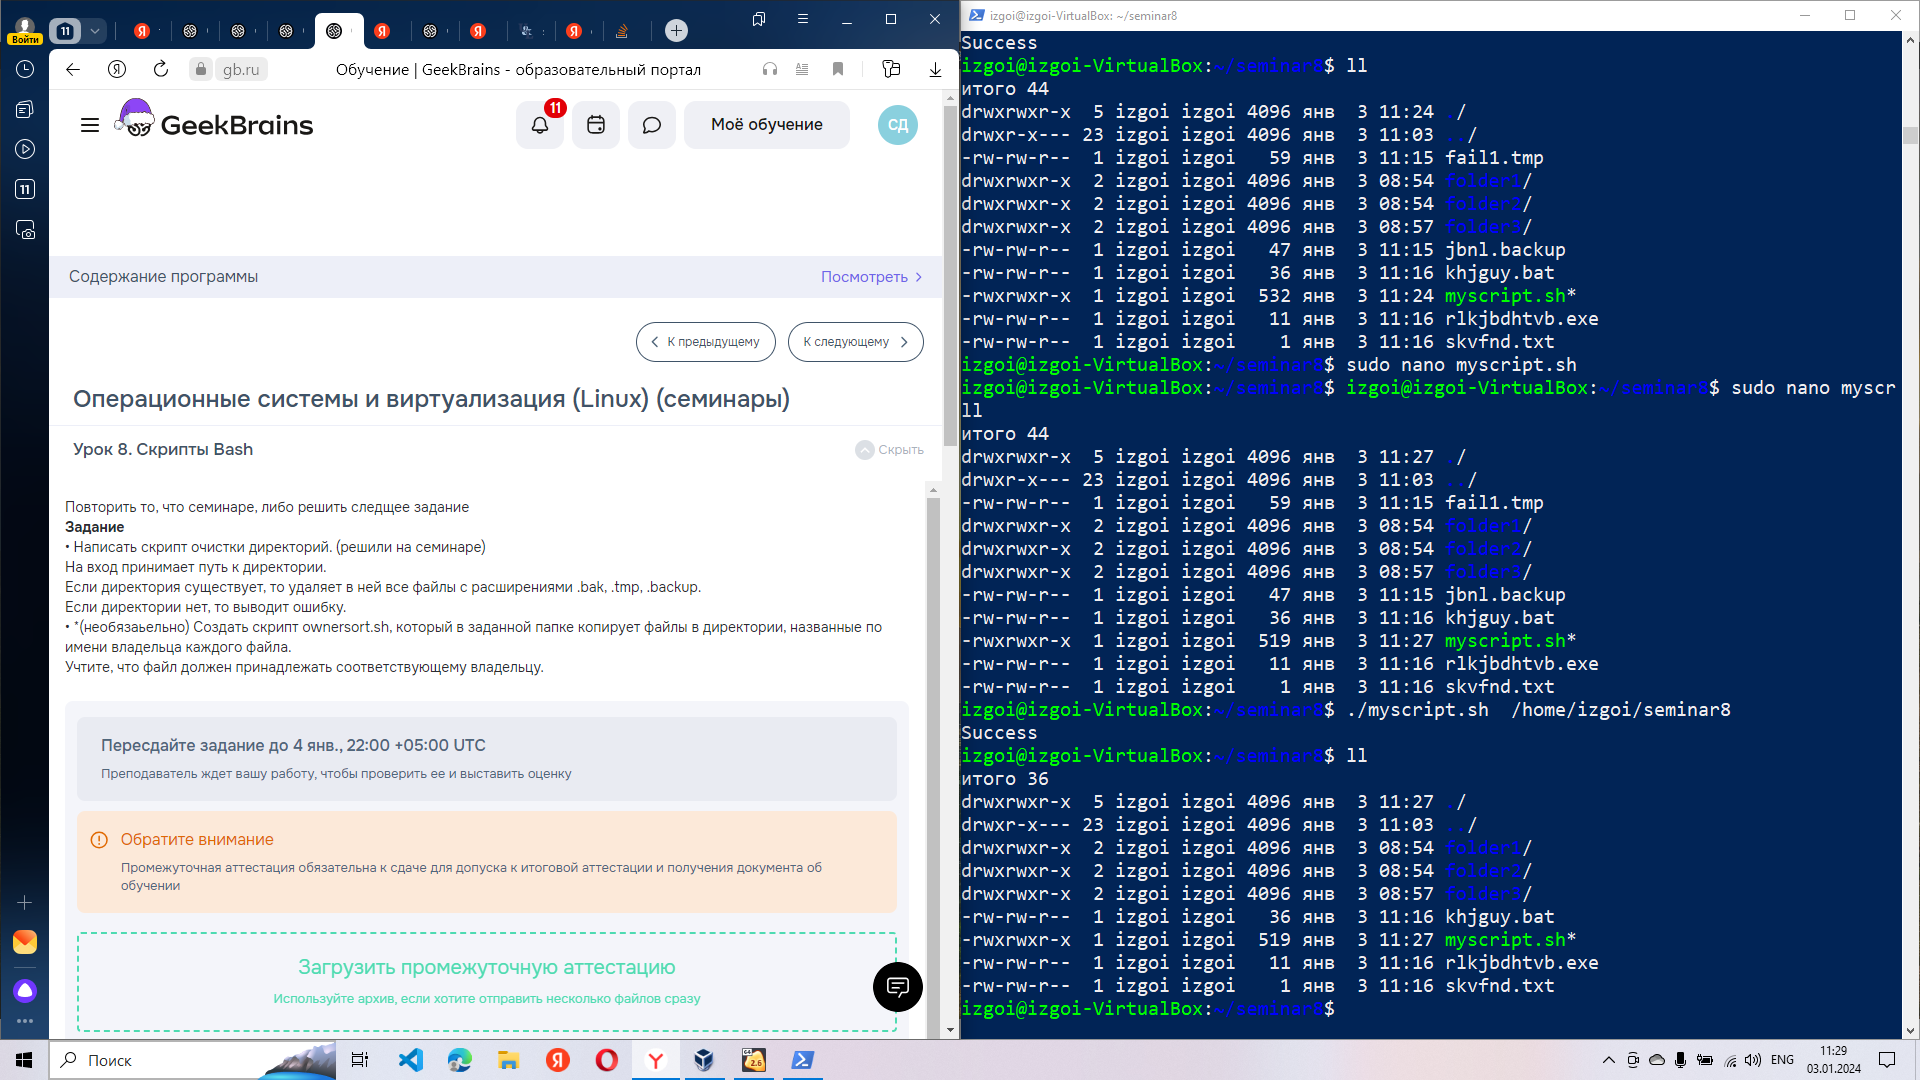 Войти
11
gb.ru
Обучение | GeekBrains - образовательный портал
11
GeekBrains
11
Моё обучение
СД
Содержание программы
Посмотреть
К предыдущему
К следующему
Операционные системы и виртуализация (Linux) (семинары)
Урок 8. Скрипты Bash
Скрыть
Повторить то, что семинаре, либо решить следщее задание
Задание
• Написать скрипт очистки директорий. (решили на семинаре)
На вход принимает путь к директории.
Если директория существует, то удаляет в ней все файлы с расширениями .bak, .tmp, .backup.
Если директории нет, то выводит ошибку.
• *(необязаьельно) Создать скрипт ownersort.sh, который в заданной папке копирует файлы в директории, названные по
имени владельца каждого файла.
Учтите, что файл должен принадлежать соответствующему владельцу.
Пересдайте задание до 4 янв., 22:00 +05:00 UTC
Преподаватель ждет вашу работу, чтобы проверить ее и выставить оценку
Обратите внимание
Промежуточная аттестация обязательна к сдаче для допуска к итоговой аттестации и получения документа об
обучении
Загрузить промежуточную аттестацию
Используйте архив, если хотите отправить несколько файлов сразу
izgoi@izgoi-VirtualBox: ~/seminar8
Success
izgoi@izgoi-VirtualBox:~/seminar8$ ll
итого 44
drwxrwxr-x  5 izgoi izgoi 4096 янв  3 11:24 ./
drwxr-x--- 23 izgoi izgoi 4096 янв  3 11:03 ../
-rw-rw-r--  1 izgoi izgoi   59 янв  3 11:15 fail1.tmp
drwxrwxr-x  2 izgoi izgoi 4096 янв  3 08:54 folder1/
drwxrwxr-x  2 izgoi izgoi 4096 янв  3 08:54 folder2/
drwxrwxr-x  2 izgoi izgoi 4096 янв  3 08:57 folder3/
-rw-rw-r--  1 izgoi izgoi   47 янв  3 11:15 jbnl.backup
-rw-rw-r--  1 izgoi izgoi   36 янв  3 11:16 khjguy.bat
-rwxrwxr-x  1 izgoi izgoi  532 янв  3 11:24 myscript.sh*
-rw-rw-r--  1 izgoi izgoi   11 янв  3 11:16 rlkjbdhtvb.exe
-rw-rw-r--  1 izgoi izgoi    1 янв  3 11:16 skvfnd.txt
izgoi@izgoi-VirtualBox:~/seminar8$ sudo nano myscript.sh
izgoi@izgoi-VirtualBox:~/seminar8$ izgoi@izgoi-VirtualBox:~/seminar8$ sudo nano myscr
ll
итого 44
drwxrwxr-x  5 izgoi izgoi 4096 янв  3 11:27 ./
drwxr-x--- 23 izgoi izgoi 4096 янв  3 11:03 ../
-rw-rw-r--  1 izgoi izgoi   59 янв  3 11:15 fail1.tmp
drwxrwxr-x  2 izgoi izgoi 4096 янв  3 08:54 folder1/
drwxrwxr-x  2 izgoi izgoi 4096 янв  3 08:54 folder2/
drwxrwxr-x  2 izgoi izgoi 4096 янв  3 08:57 folder3/
-rw-rw-r--  1 izgoi izgoi   47 янв  3 11:15 jbnl.backup
-rw-rw-r--  1 izgoi izgoi   36 янв  3 11:16 khjguy.bat
-rwxrwxr-x  1 izgoi izgoi  519 янв  3 11:27 myscript.sh*
-rw-rw-r--  1 izgoi izgoi   11 янв  3 11:16 rlkjbdhtvb.exe
-rw-rw-r--  1 izgoi izgoi    1 янв  3 11:16 skvfnd.txt
izgoi@izgoi-VirtualBox:~/seminar8$ ./myscript.sh  /home/izgoi/seminar8
Success
izgoi@izgoi-VirtualBox:~/seminar8$ ll
итого 36
drwxrwxr-x  5 izgoi izgoi 4096 янв  3 11:27 ./
drwxr-x--- 23 izgoi izgoi 4096 янв  3 11:03 ../
drwxrwxr-x  2 izgoi izgoi 4096 янв  3 08:54 folder1/
drwxrwxr-x  2 izgoi izgoi 4096 янв  3 08:54 folder2/
drwxrwxr-x  2 izgoi izgoi 4096 янв  3 08:57 folder3/
-rw-rw-r--  1 izgoi izgoi   36 янв  3 11:16 khjguy.bat
-rwxrwxr-x  1 izgoi izgoi  519 янв  3 11:27 myscript.sh*
-rw-rw-r--  1 izgoi izgoi   11 янв  3 11:16 rlkjbdhtvb.exe
-rw-rw-r--  1 izgoi izgoi    1 янв  3 11:16 skvfnd.txt
izgoi@izgoi-VirtualBox:~/seminar8$
Поиск
ENG
11:29
03.01.2024